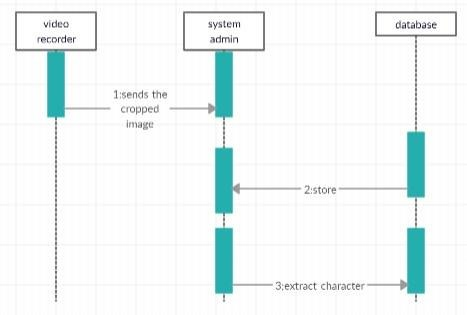 video
recorder
system
admin
database
1:sends the
cropped
image
2:store
3;extract character